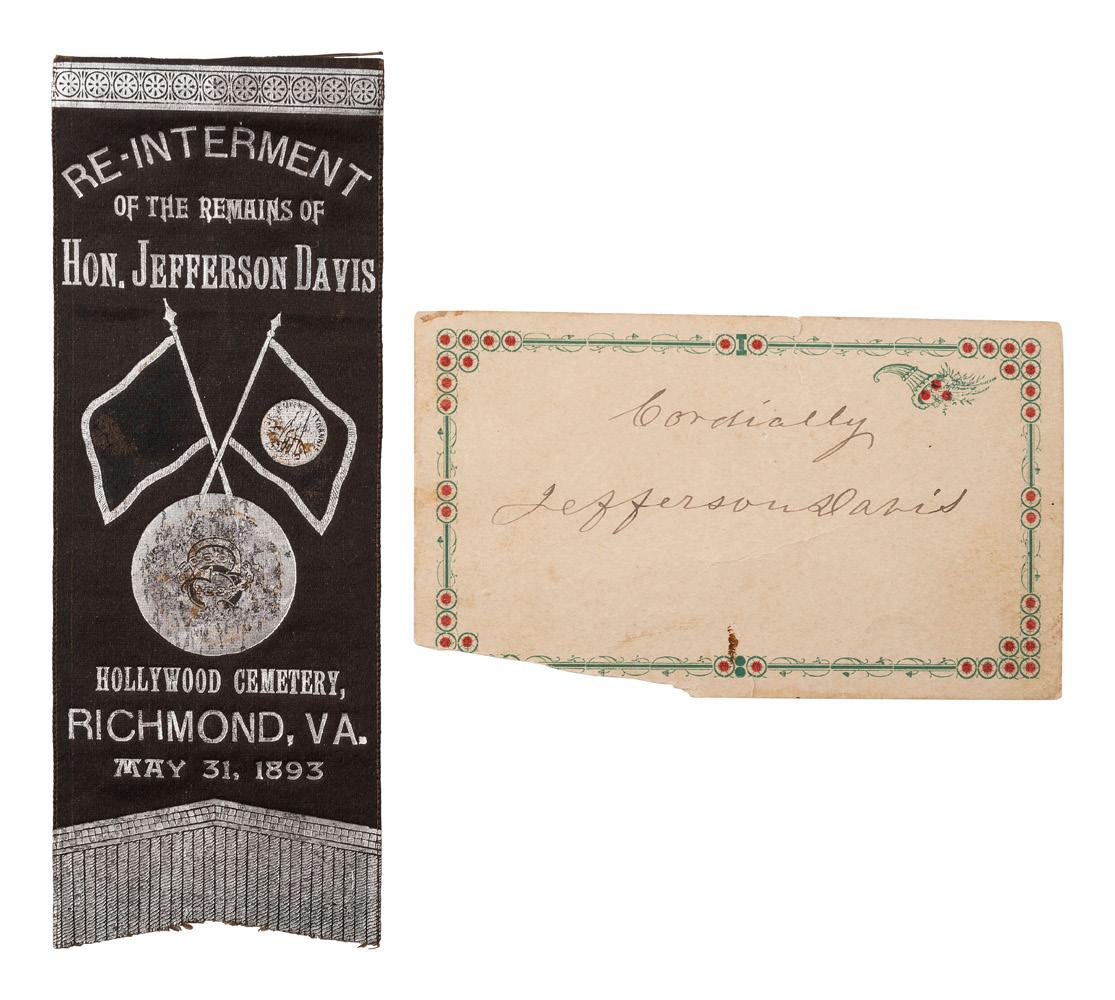 RE-INTERMENT
OF THE REMAINS OF
HON. JEFFERSON DAVIS
HOLLYWOOD CEMETERY,
RICHMOND, VA.
MAY 31, 1893
Cordially
Jefferson Davis